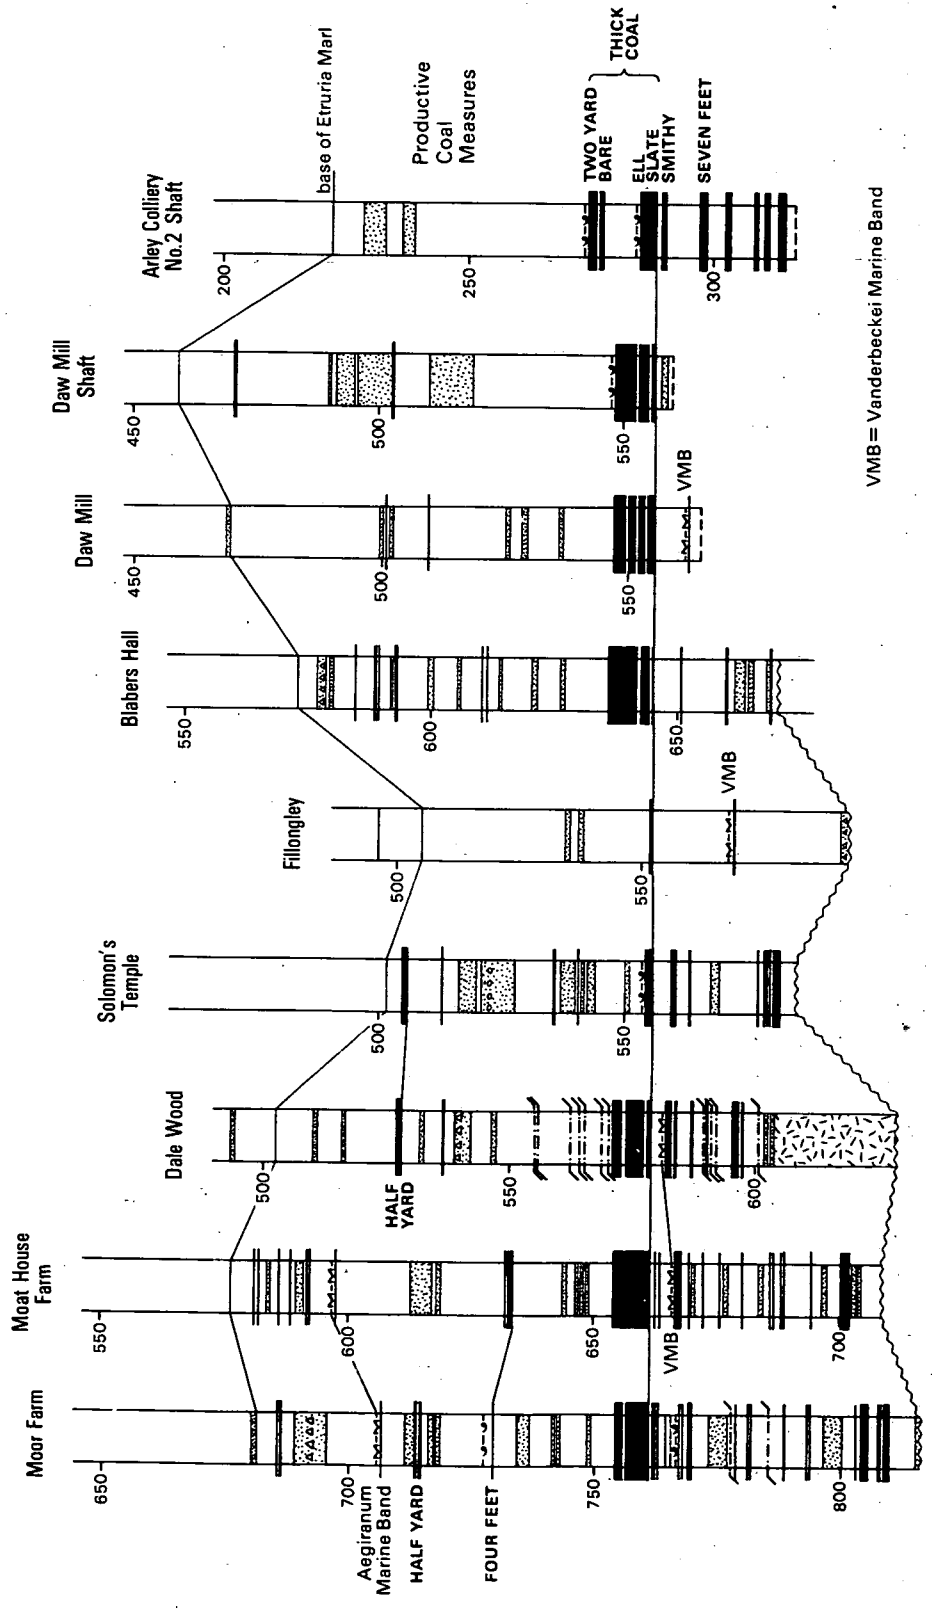 Moor Farm
650
700
750
800
Aegiranum
Marine Band
HALF YARD
FOUR FEET
Moat House
Farm
550
600
650
700
VMB
Dale Wood
500
550
600
HALF
YARD
Solomon's
Temple
500
550
Fillongley
500
550
VMB
Blabers Hall
550
600
650
Daw Mill
450
500
550
VMB
Daw Mill
Shaft
450
500
550
Arley Colliery
No.2 Shaft
200
250
300
base of Etruria Marl
Productive
Coal
Measures
TWO YARD
BARE
ELL
SLATE
SMITHY
THICK
COAL
SEVEN FEET
VMB= Vanderbeckei Marine Band